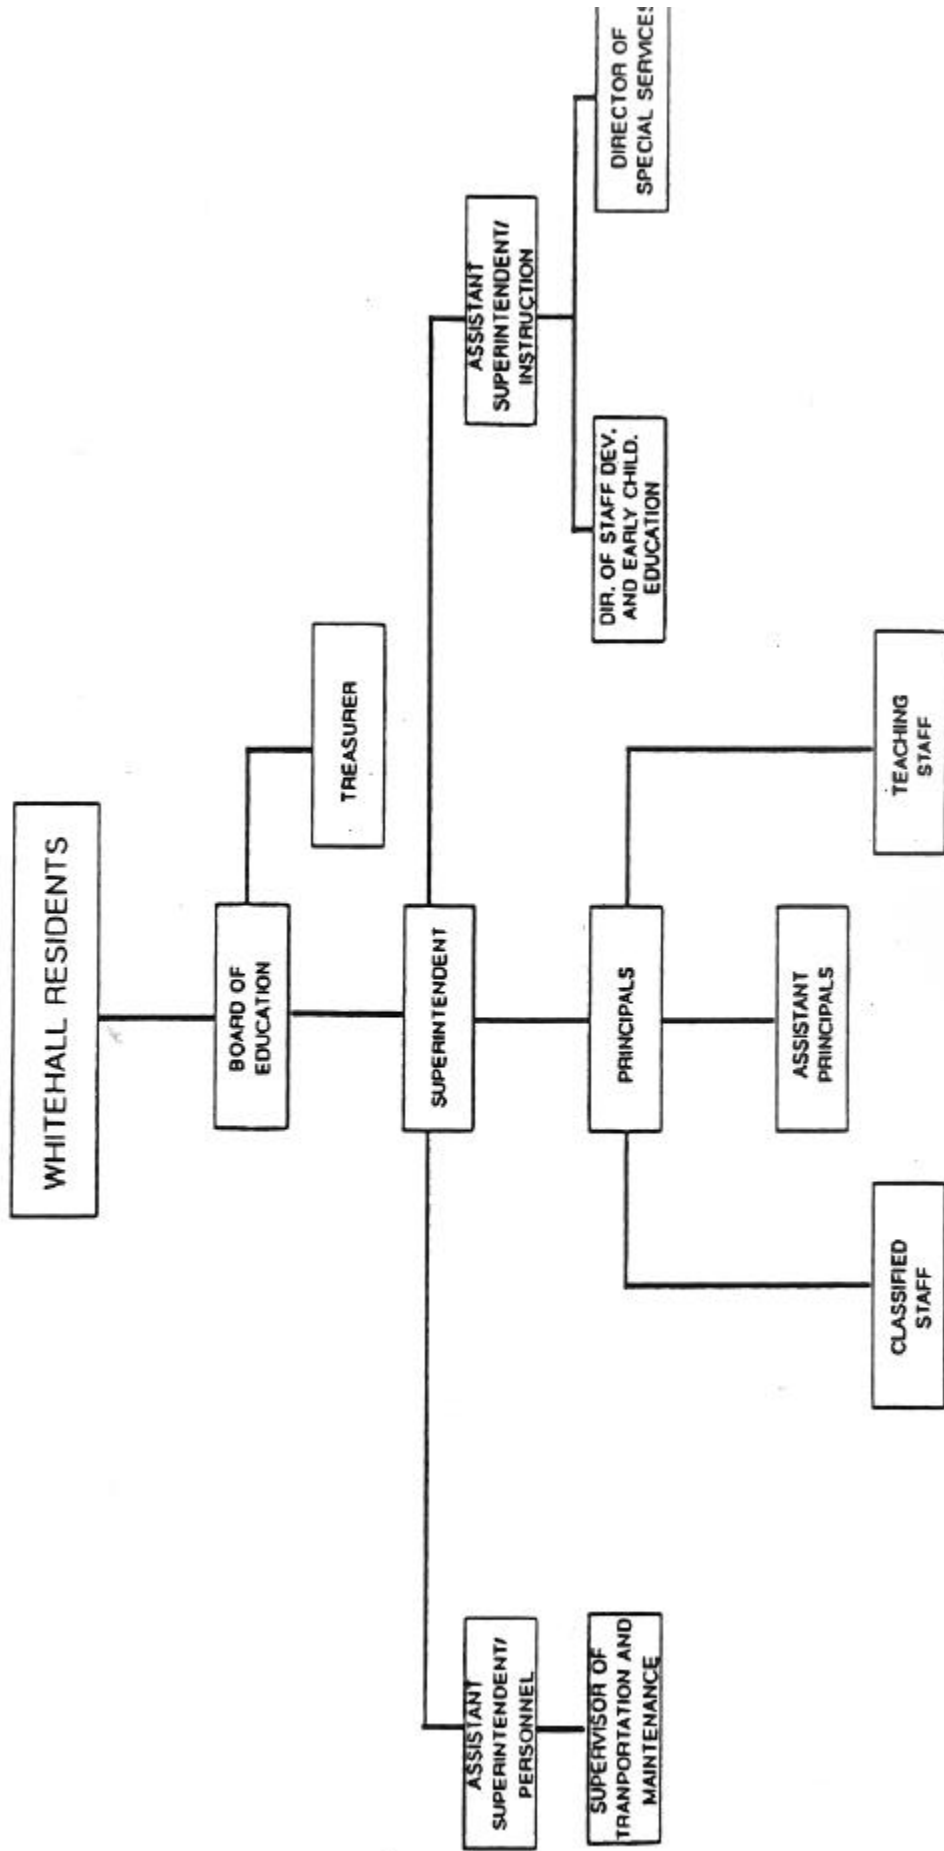 WHITEHALL RESIDENTS
BOARD OF
EDUCATION
TREASURER
SUPERINTENDENT
ASSISTANT
SUPERINTENDENT/
PERSONNEL
ASSISTANT
SUPERINTENDENT/
INSTRUCTION
SUPERVISOR OF
TRANPORTATION AND
MAINTENANCE
PRINCIPALS
DIR. OF STAFF DEV.
AND EARLY CHILD.
EDUCATION
DIRECTOR OF
SPECIAL SERVICES
ASSISTANT
PRINCIPALS
CLASSIFIED
STAFF
TEACHING
STAFF